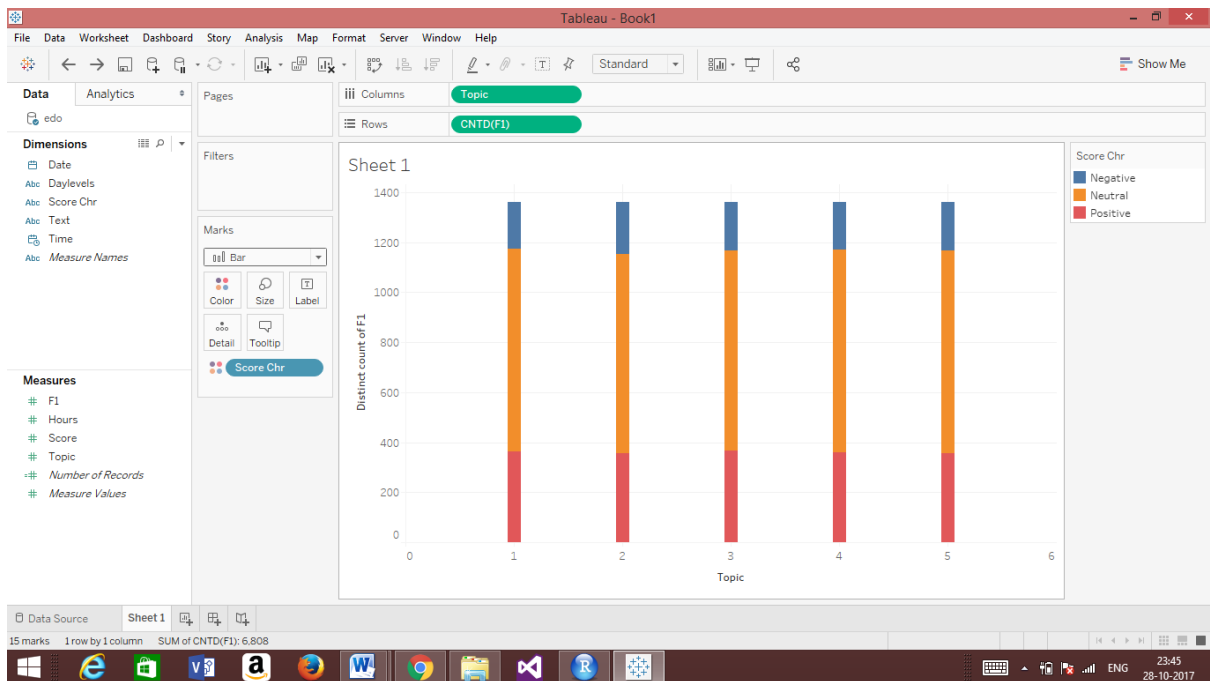 Tableau - Book1
File Data Worksheet Dashboard Story Analysis Map Format Server Window Help
Standard
Show Me
Data Analytics
edo
Dimensions
Date
Abc Daylevels
Abc Score Chr
Abc Text
Time
Abc Measure Names
Measures
# F1
# Hours
# Score
# Topic
=# Number of Records
# Measure Values
Pages
Filters
Marks
Bar
Color Size Label
Detail Tooltip
Score Chr
Columns Topic
Rows CNTD(F1)
Sheet 1
1400
1200
1000
800
600
400
200
0
Distinct count of F1
0 1 2 3 4 5 6
Topic
Score Chr
Negative
Neutral
Positive
Data Source Sheet 1
15 marks 1 row by 1 column SUM of CNTD(F1): 6,808
ENG
23:45
28-10-2017